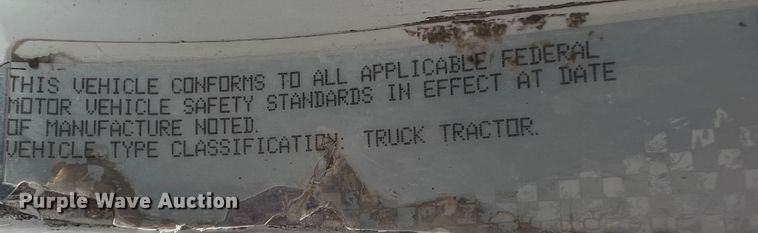 THIS VEHICLE CONFORMS TO ALL APPLICABLE FEDERAL
MOTOR VEHICLE SAFETY STANDARDS IN EFFECT AT DATE
OF MANUFACTURE NOTED.
VEHICLE TYPE CLASSIFICATION: TRUCK TRACTOR.
Purple Wave Auction